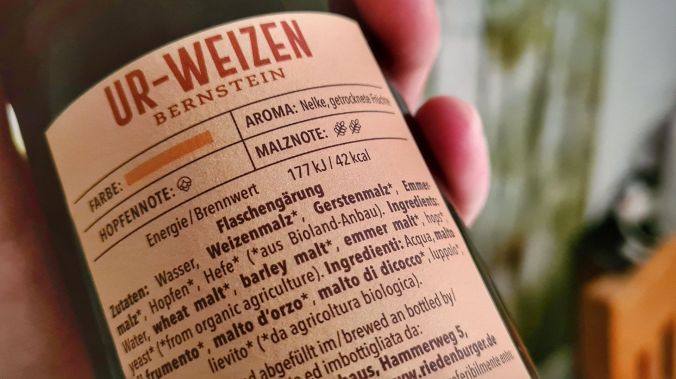 UR-WEIZEN
BERNSTEIN
FARBE:
AROMA: Nelke, getrocknete Früchte
HOPFENNOTE:
MALZNOTE:
Energie / Brennwert 177 kJ / 42 kcal
Flaschengärung
Zutaten: Wasser, Weizenmalz*, Gerstenmalz*, Emmer-
malz*, Hopfen*, Hefe* (*aus Bioland-Anbau). Ingredients:
Water, wheat malt*, barley malt*, emmer malt*, hops*
yeast* (*from organic agriculture). Ingredienti: Acqua, malto
frumento*, malto d'orzo*, malto di dicocco*, luppolo*,
lievito* (*da agricoltura biologica).
abgefüllt im/brewed an bottled by/
ed imbottigliata da:
haus, Hammerweg 5,
www.riedenburger.de